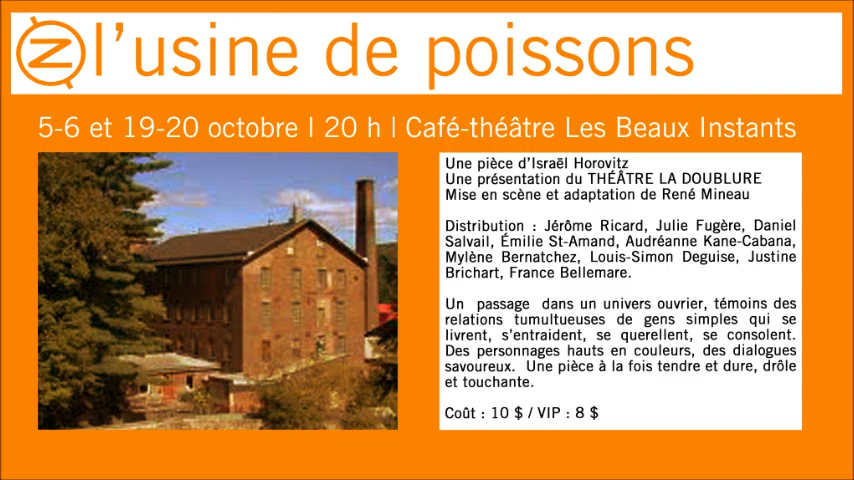 l'usine de poissons
5-6 et 19-20 octobre | 20 h | Café-théâtre Les Beaux Instants
Une pièce d'Israël Horovitz
Une présentation du THÉÂTRE LA DOUBLURE
Mise en scène et adaptation de René Mineau
Distribution : Jérôme Ricard, Julie Fugère, Daniel
Salvail, Émilie St-Amand, Audréanne Kane-Cabana,
Mylène Bernatchez, Louis-Simon Deguise, Justine
Brichart, France Bellemare.
Un passage dans un univers ouvrier, témoins des
relations tumultueuses de gens simples qui se
livrent, s'entraident, se querellent, se consolent.
Des personnages hauts en couleurs, des dialogues
savoureux. Une pièce à la fois tendre et dure, drôle
et touchante.
Coût : 10 $ / VIP : 8 $